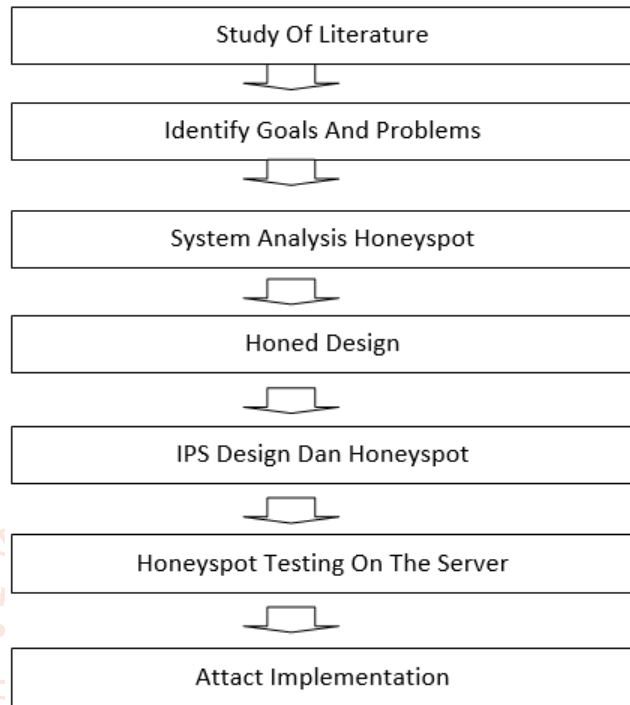 Study Of Literature
Identify Goals And Problems
System Analysis Honeyspot
Honed Design
IPS Design Dan Honeyspot
Honeyspot Testing On The Server
Attact Implementation